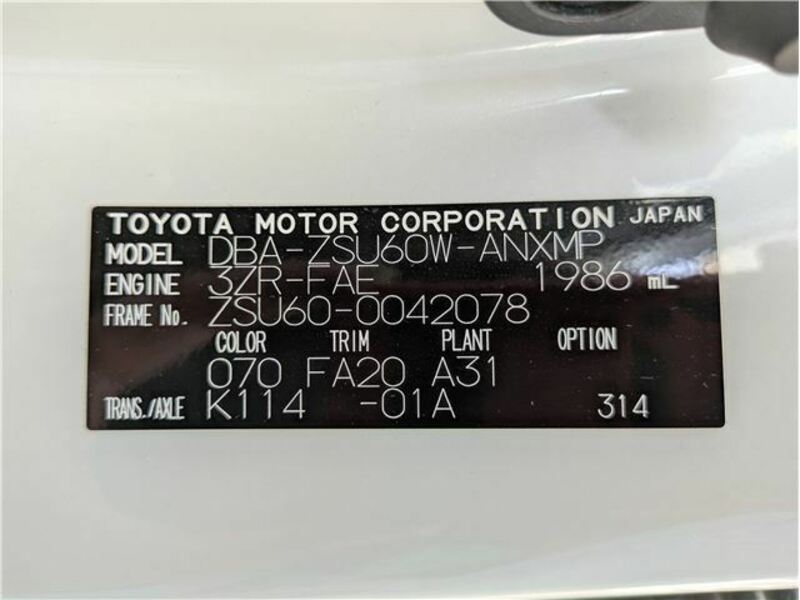 TOYOTA MOTOR CORPORATION JAPAN
MODEL DBA-ZSU60W-ANXMP
ENGINE 3ZR-FAE 1986 mL
FRAME No. ZSU60-0042078
COLOR TRIM PLANT OPTION
070 FA20 A31
TRANS./AXLE K114 -01A 314